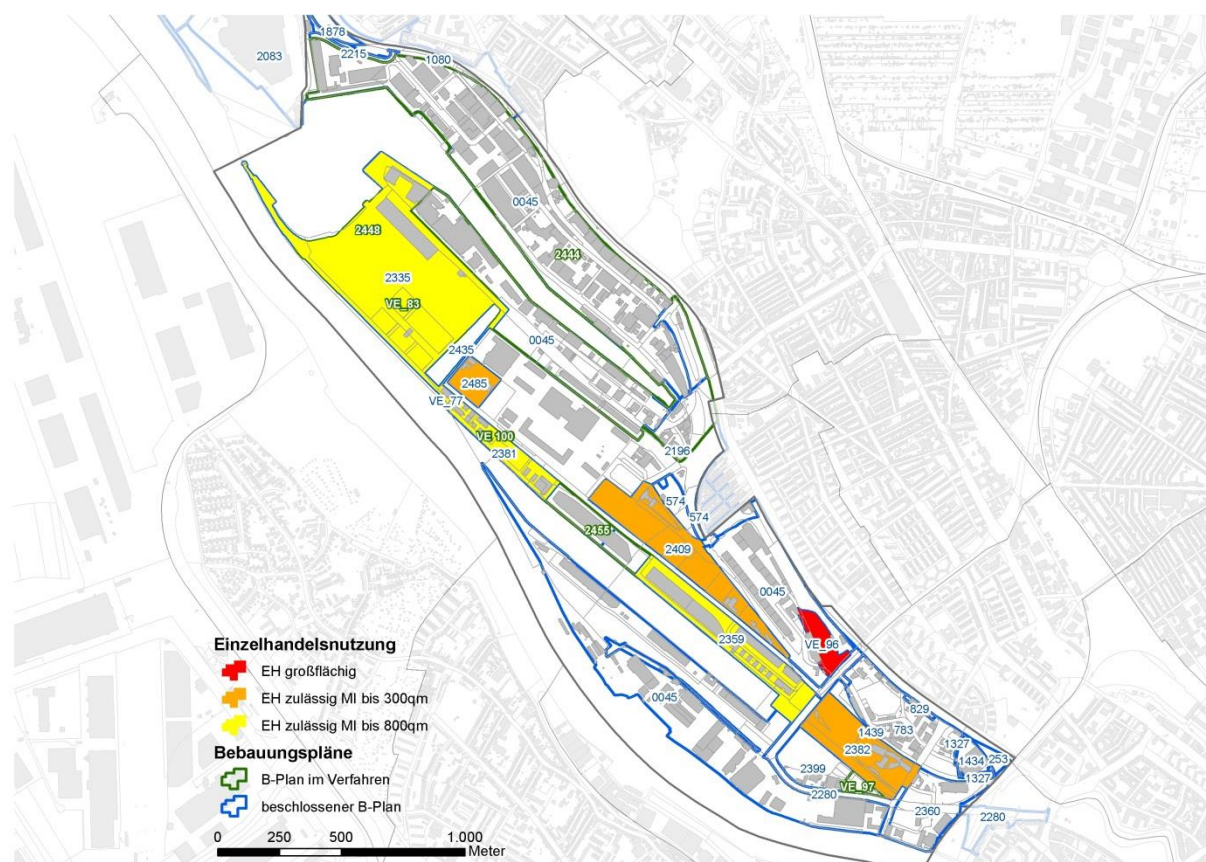 1878
2083
2215
1080
0045
2448
2444
2335
VE_83
2435
0045
2485
VE_77
VE 100
2381
2196
574
574
2455
2409
0045
2359
VE_96
0045
829
1439
783
2382
1327
1434
253
1327
2399
VE_97
2280
2360
2280
Einzelhandelsnutzung
EH großflächig
EH zulässig MI bis 300qm
EH zulässig MI bis 800qm
Bebauungspläne
B-Plan im Verfahren
beschlossener B-Plan
0 250 500 1.000
Meter